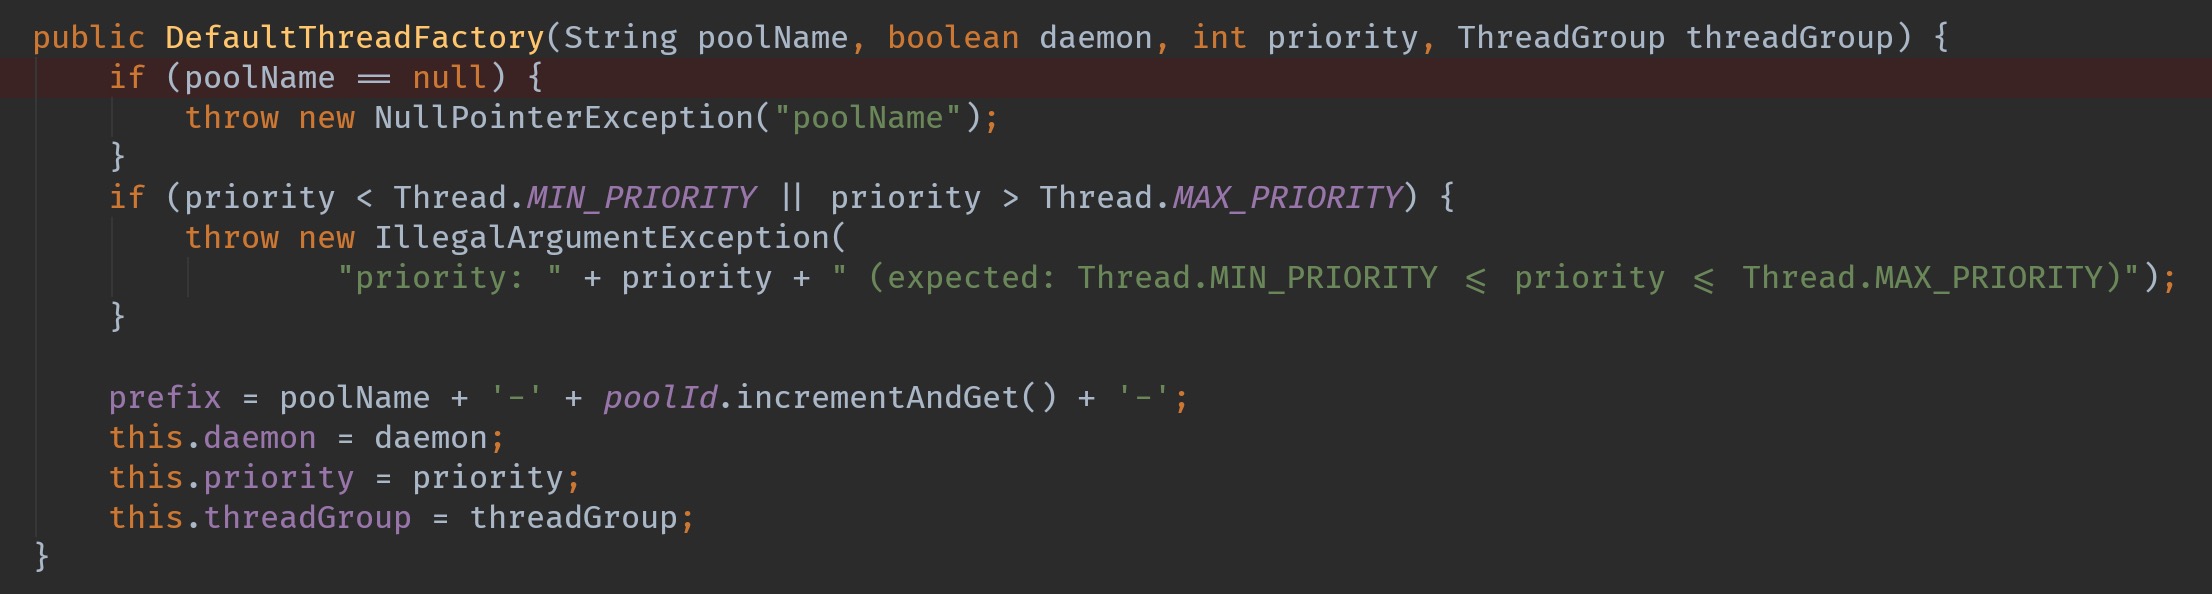 public DefaultThreadFactory(String poolName, boolean daemon, int priority, ThreadGroup threadGroup) {
    if (poolName == null) {
        throw new NullPointerException("poolName");
    }
    if (priority < Thread.MIN_PRIORITY || priority > Thread.MAX_PRIORITY) {
        throw new IllegalArgumentException(
                "priority: " + priority + " (expected: Thread.MIN_PRIORITY <= priority <= Thread.MAX_PRIORITY)");
    }

    prefix = poolName + '-' + poolId.incrementAndGet() + '-';
    this.daemon = daemon;
    this.priority = priority;
    this.threadGroup = threadGroup;
}